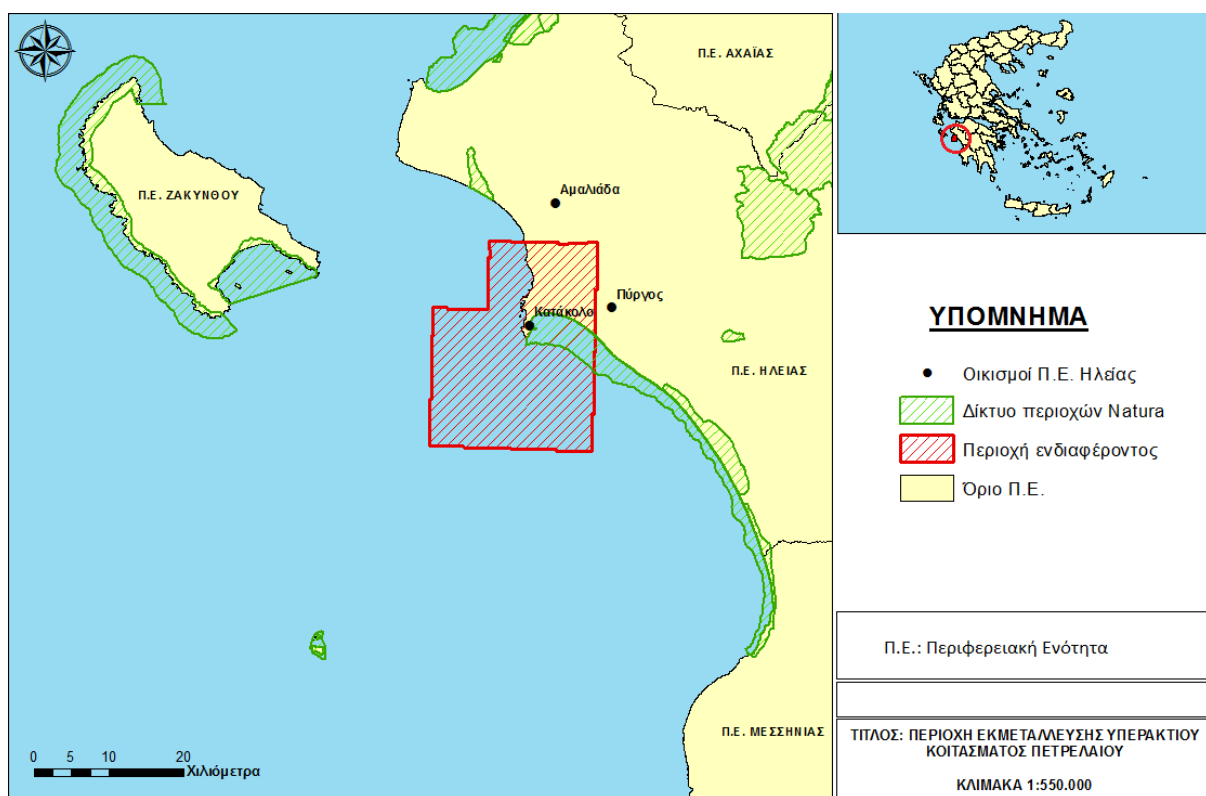 Π.Ε. ΑΧΑΪΑΣ
Π.Ε. ΖΑΚΥΝΘΟΥ
Αμαλιάδα
Πύργος
Κατάκολο
Π.Ε. ΗΛΕΙΑΣ
Π.Ε. ΜΕΣΣΗΝΙΑΣ
0 5 10 20
Χιλιόμετρα
ΥΠΟΜΝΗΜΑ
Οικισμοί Π.Ε. Ηλείας
Δίκτυο περιοχών Natura
Περιοχή ενδιαφέροντος
Όριο Π.Ε.
Π.Ε.: Περιφερειακή Ενότητα
ΤΙΤΛΟΣ: ΠΕΡΙΟΧΗ ΕΚΜΕΤΑΛΛΕΥΣΗΣ ΥΠΕΡΑΚΤΙΟΥ
ΚΟΙΤΑΣΜΑΤΟΣ ΠΕΤΡΕΛΑΙΟΥ
ΚΛΙΜΑΚΑ 1:550.000